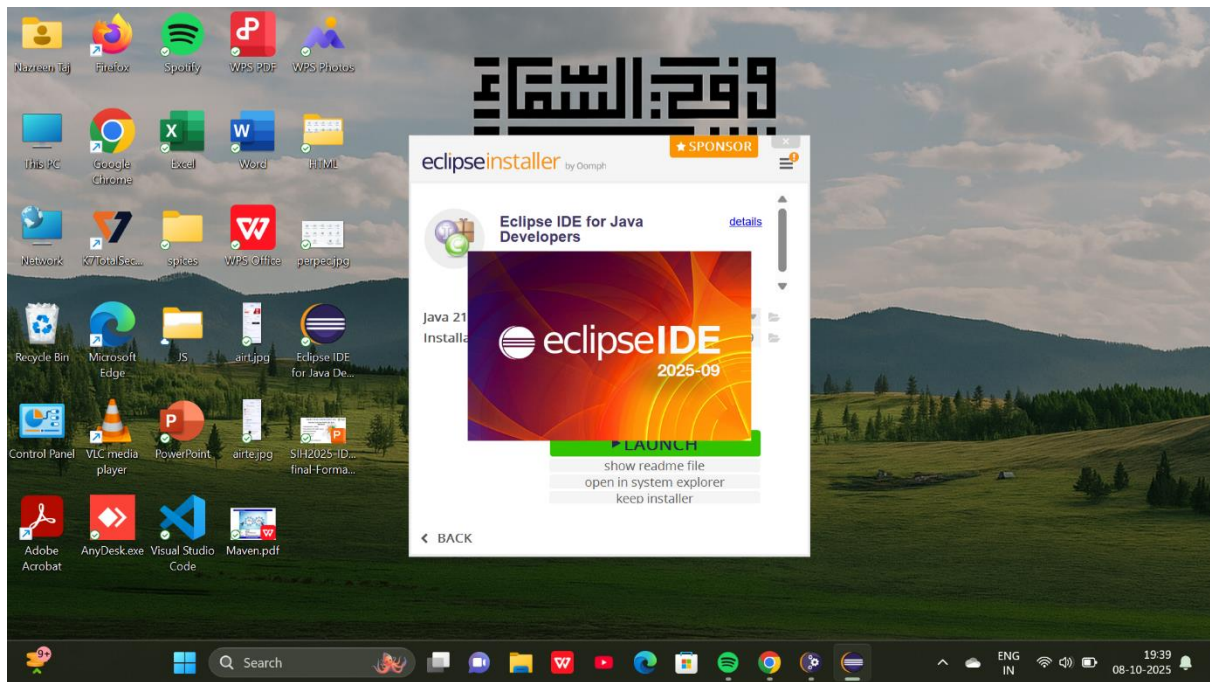 Nazreen Taj
Firefox
Spotify
WPS PDF
WPS Photos
This PC
Google
Chrome
Excel
Word
HTML
Network
K7TotalSec...
spices
WPS Office
perpec.jpg
Recycle Bin
Microsoft
Edge
JS
airt.jpg
Eclipse IDE
for Java De...
Control Panel
VLC media
player
PowerPoint
airte.jpg
SIH2025-ID...
final-Forma...
Adobe
Acrobat
AnyDesk.exe
Visual Studio
Code
Maven.pdf
★ SPONSOR
eclipseinstaller by Oomph
Eclipse IDE for Java
Developers
details
Java 21
Installa
eclipseIDE
2025-09
LAUNCH
show readme file
open in system explorer
keep installer
BACK
9+
Search
ENG
IN
19:39
08-10-2025